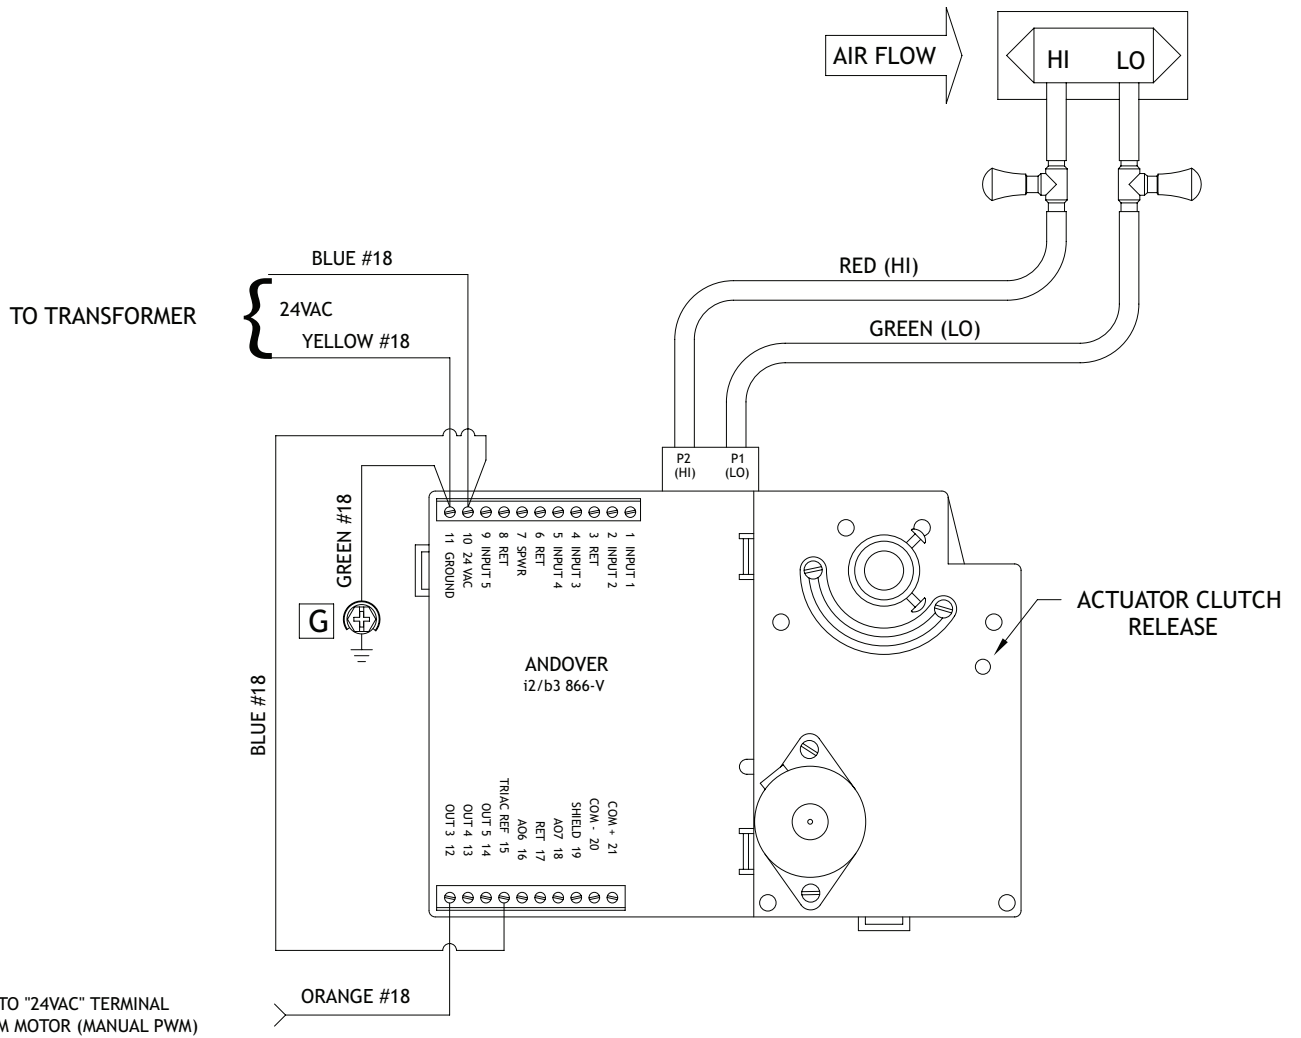 AIR FLOW
HI LO
BLUE #18
RED (HI)
TO TRANSFORMER
24VAC
YELLOW #18
GREEN (LO)
P2
(HI)
P1
(LO)
GREEN #18
11 GROUND
10 24 VAC
9 INPUT 5
8 RET
7 SPWR
6 RET
5 INPUT 4
4 INPUT 3
3 RET
2 INPUT 2
1 INPUT 1
G
ACTUATOR CLUTCH
RELEASE
ANDOVER
i2/b3 866-V
BLUE #18
OUT 3 12
OUT 4 13
OUT 5 14
TRIAC REF 15
AO6 16
RET 17
AO7 18
SHIELD 19
COM - 20
COM + 21
ORANGE #18
TO "24VAC" TERMINAL
M MOTOR (MANUAL PWM)